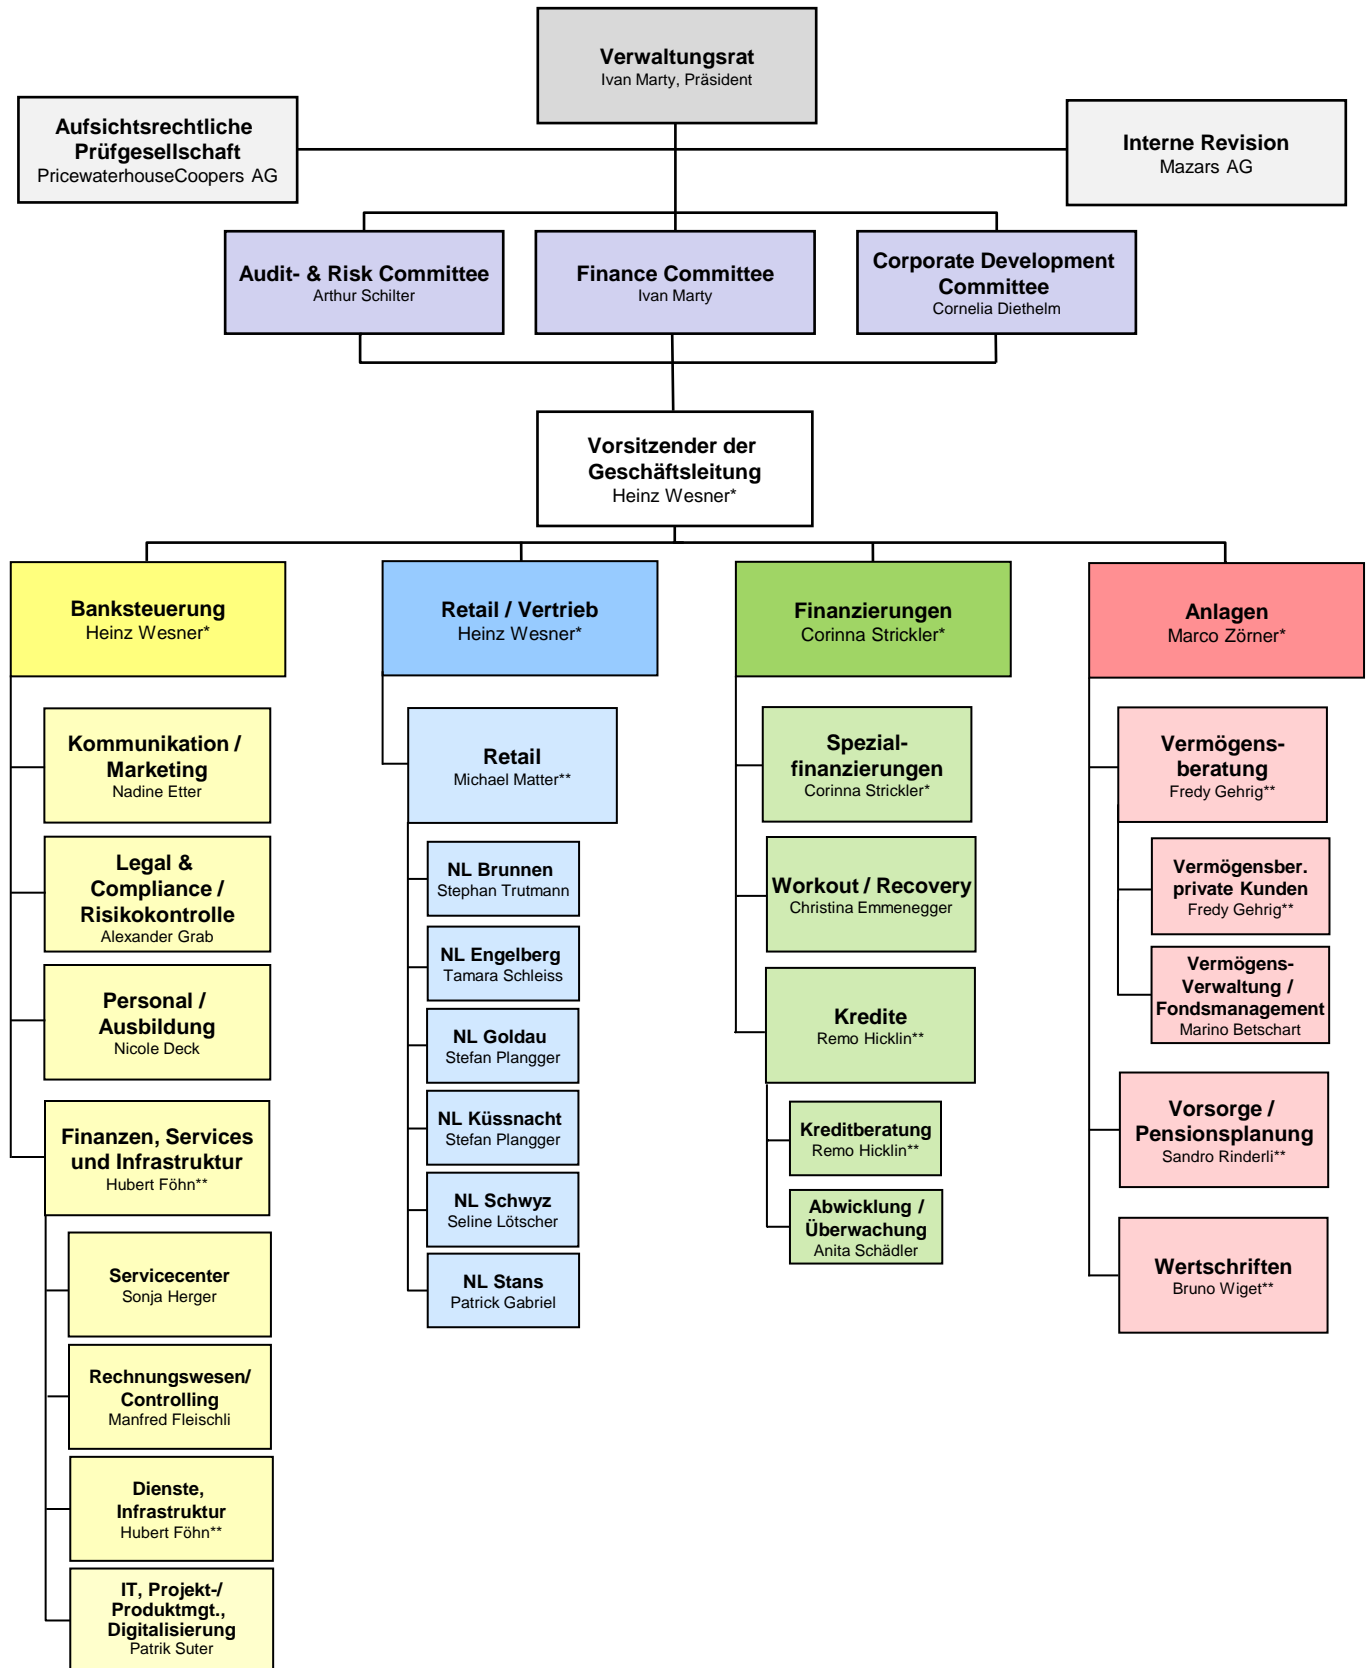 Verwaltungsrat
Ivan Marty, Präsident
Aufsichtsrechtliche
Prüfgesellschaft
PricewaterhouseCoopers AG
Interne Revision
Mazars AG
Audit- & Risk Committee
Arthur Schilter
Finance Committee
Ivan Marty
Corporate Development
Committee
Cornelia Diethelm
Vorsitzender der
Geschäftsleitung
Heinz Wesner*
Banksteuerung
Heinz Wesner*
Kommunikation /
Marketing
Nadine Etter
Legal &
Compliance /
Risikokontrolle
Alexander Grab
Personal /
Ausbildung
Nicole Deck
Finanzen, Services
und Infrastruktur
Hubert Föhn**
Servicecenter
Sonja Herger
Rechnungswesen/
Controlling
Manfred Fleischli
Dienste,
Infrastruktur
Hubert Föhn**
IT, Projekt-/
Produktmgt.,
Digitalisierung
Patrik Suter
Retail / Vertrieb
Heinz Wesner*
Retail
Michael Matter**
NL Brunnen
Stephan Trutmann
NL Engelberg
Tamara Schleiss
NL Goldau
Stefan Plangger
NL Küssnacht
Stefan Plangger
NL Schwyz
Seline Lötscher
NL Stans
Patrick Gabriel
Finanzierungen
Corinna Strickler*
Spezial-
finanzierungen
Corinna Strickler*
Workout / Recovery
Christina Emmenegger
Kredite
Remo Hicklin**
Kreditberatung
Remo Hicklin**
Abwicklung /
Überwachung
Anita Schädler
Anlagen
Marco Zörner*
Vermögens-
beratung
Fredy Gehrig**
Vermögensber.
private Kunden
Fredy Gehrig**
Vermögens-
Verwaltung /
Fondsmanagement
Marino Betschart
Vorsorge /
Pensionsplanung
Sandro Rinderli**
Wertschriften
Bruno Wiget**